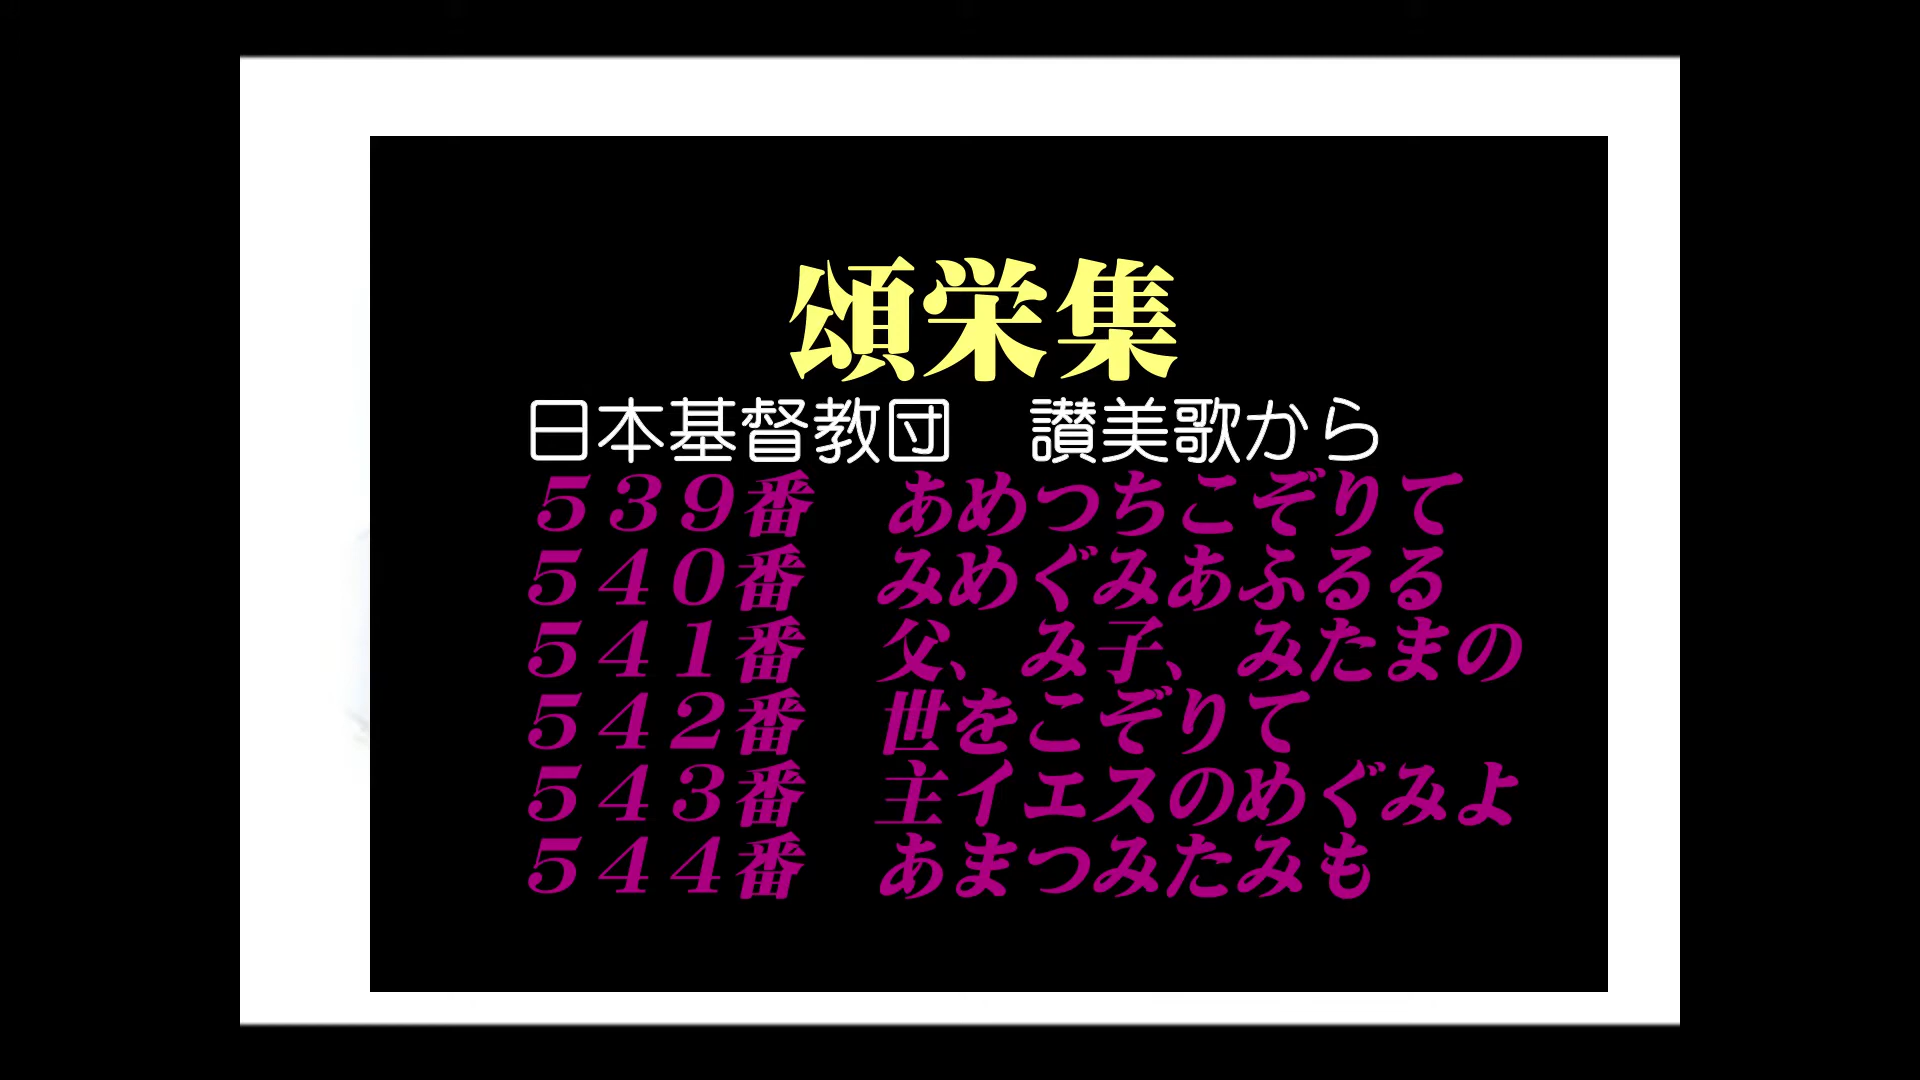 頌栄集
日本基督教団　讃美歌から
５３９番　あめつちこぞりて
５４０番　みめぐみあふるる
５４１番　父、み子、みたまの
５４２番　世をこぞりて
５４３番　主イエスのめぐみよ
５４４番　あまつみたみも